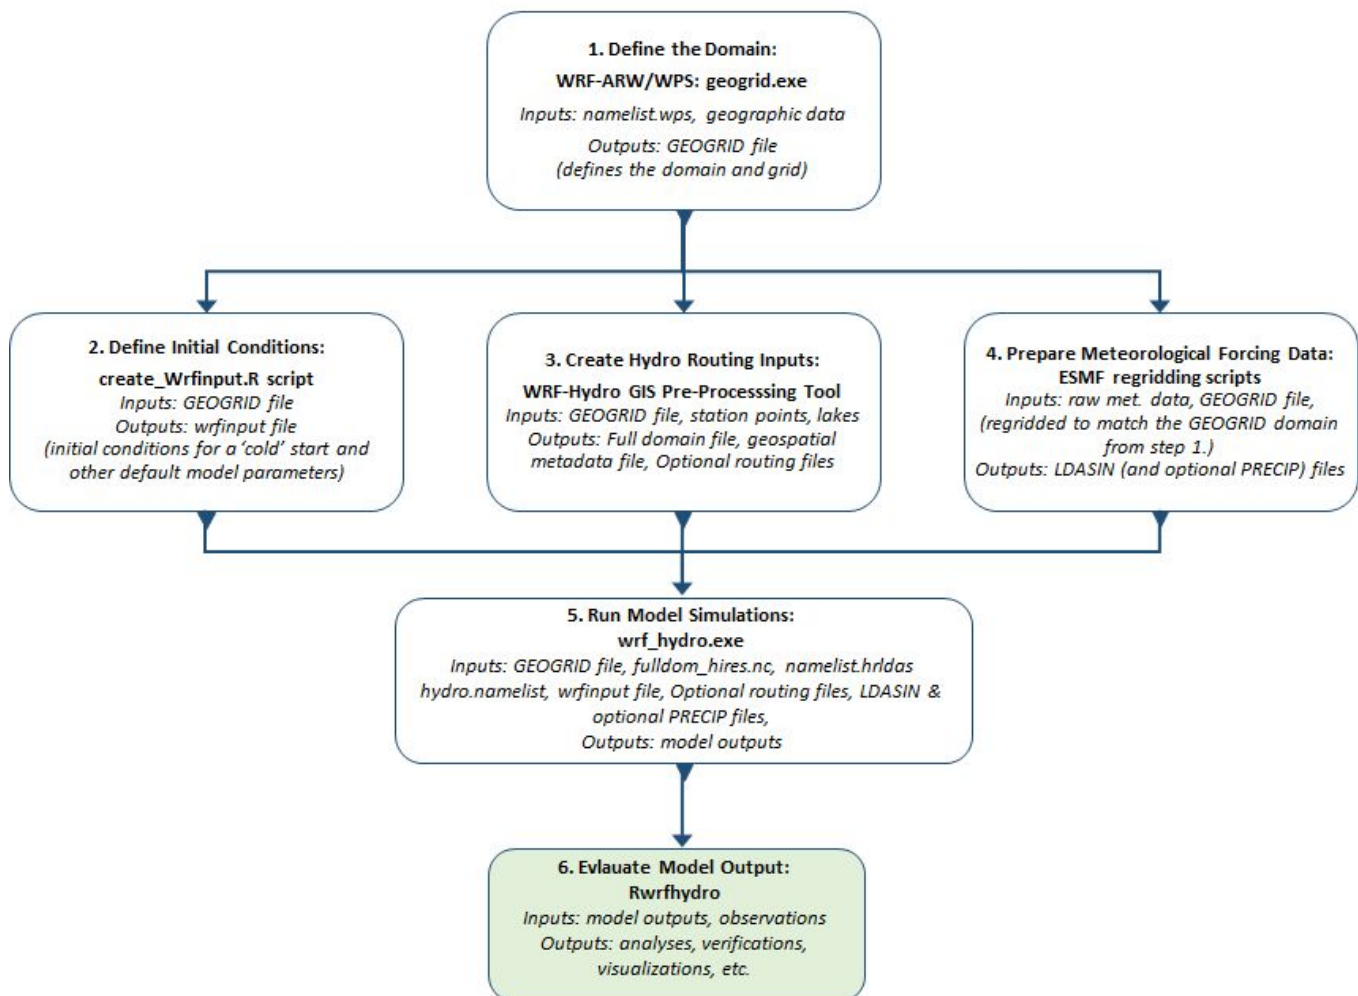 1. Define the Domain:
WRF-ARW/WPS: geogrid.exe
Inputs: namelist.wps, geographic data
Outputs: GEOGRID file
(defines the domain and grid)
2. Define Initial Conditions:
create_Wrfinput.R script
Inputs: GEOGRID file
Outputs: wrfinput file
(initial conditions for a ‘cold’ start and
other default model parameters)
3. Create Hydro Routing Inputs:
WRF-Hydro GIS Pre-Processsing Tool
Inputs: GEOGRID file, station points, lakes
Outputs: Full domain file, geospatial
metadata file, Optional routing files
4. Prepare Meteorological Forcing Data:
ESMF regridding scripts
Inputs: raw met. data, GEOGRID file,
(regridded to match the GEOGRID domain
from step 1.)
Outputs: LDASIN (and optional PRECIP) files
5. Run Model Simulations:
wrf_hydro.exe
Inputs: GEOGRID file, fulldom_hires.nc, namelist.hrldas
hydro.namelist, wrfinput file, Optional routing files, LDASIN &
optional PRECIP files,
Outputs: model outputs
6. Evlauate Model Output:
Rwrfhydro
Inputs: model outputs, observations
Outputs: analyses, verifications,
visualizations, etc.